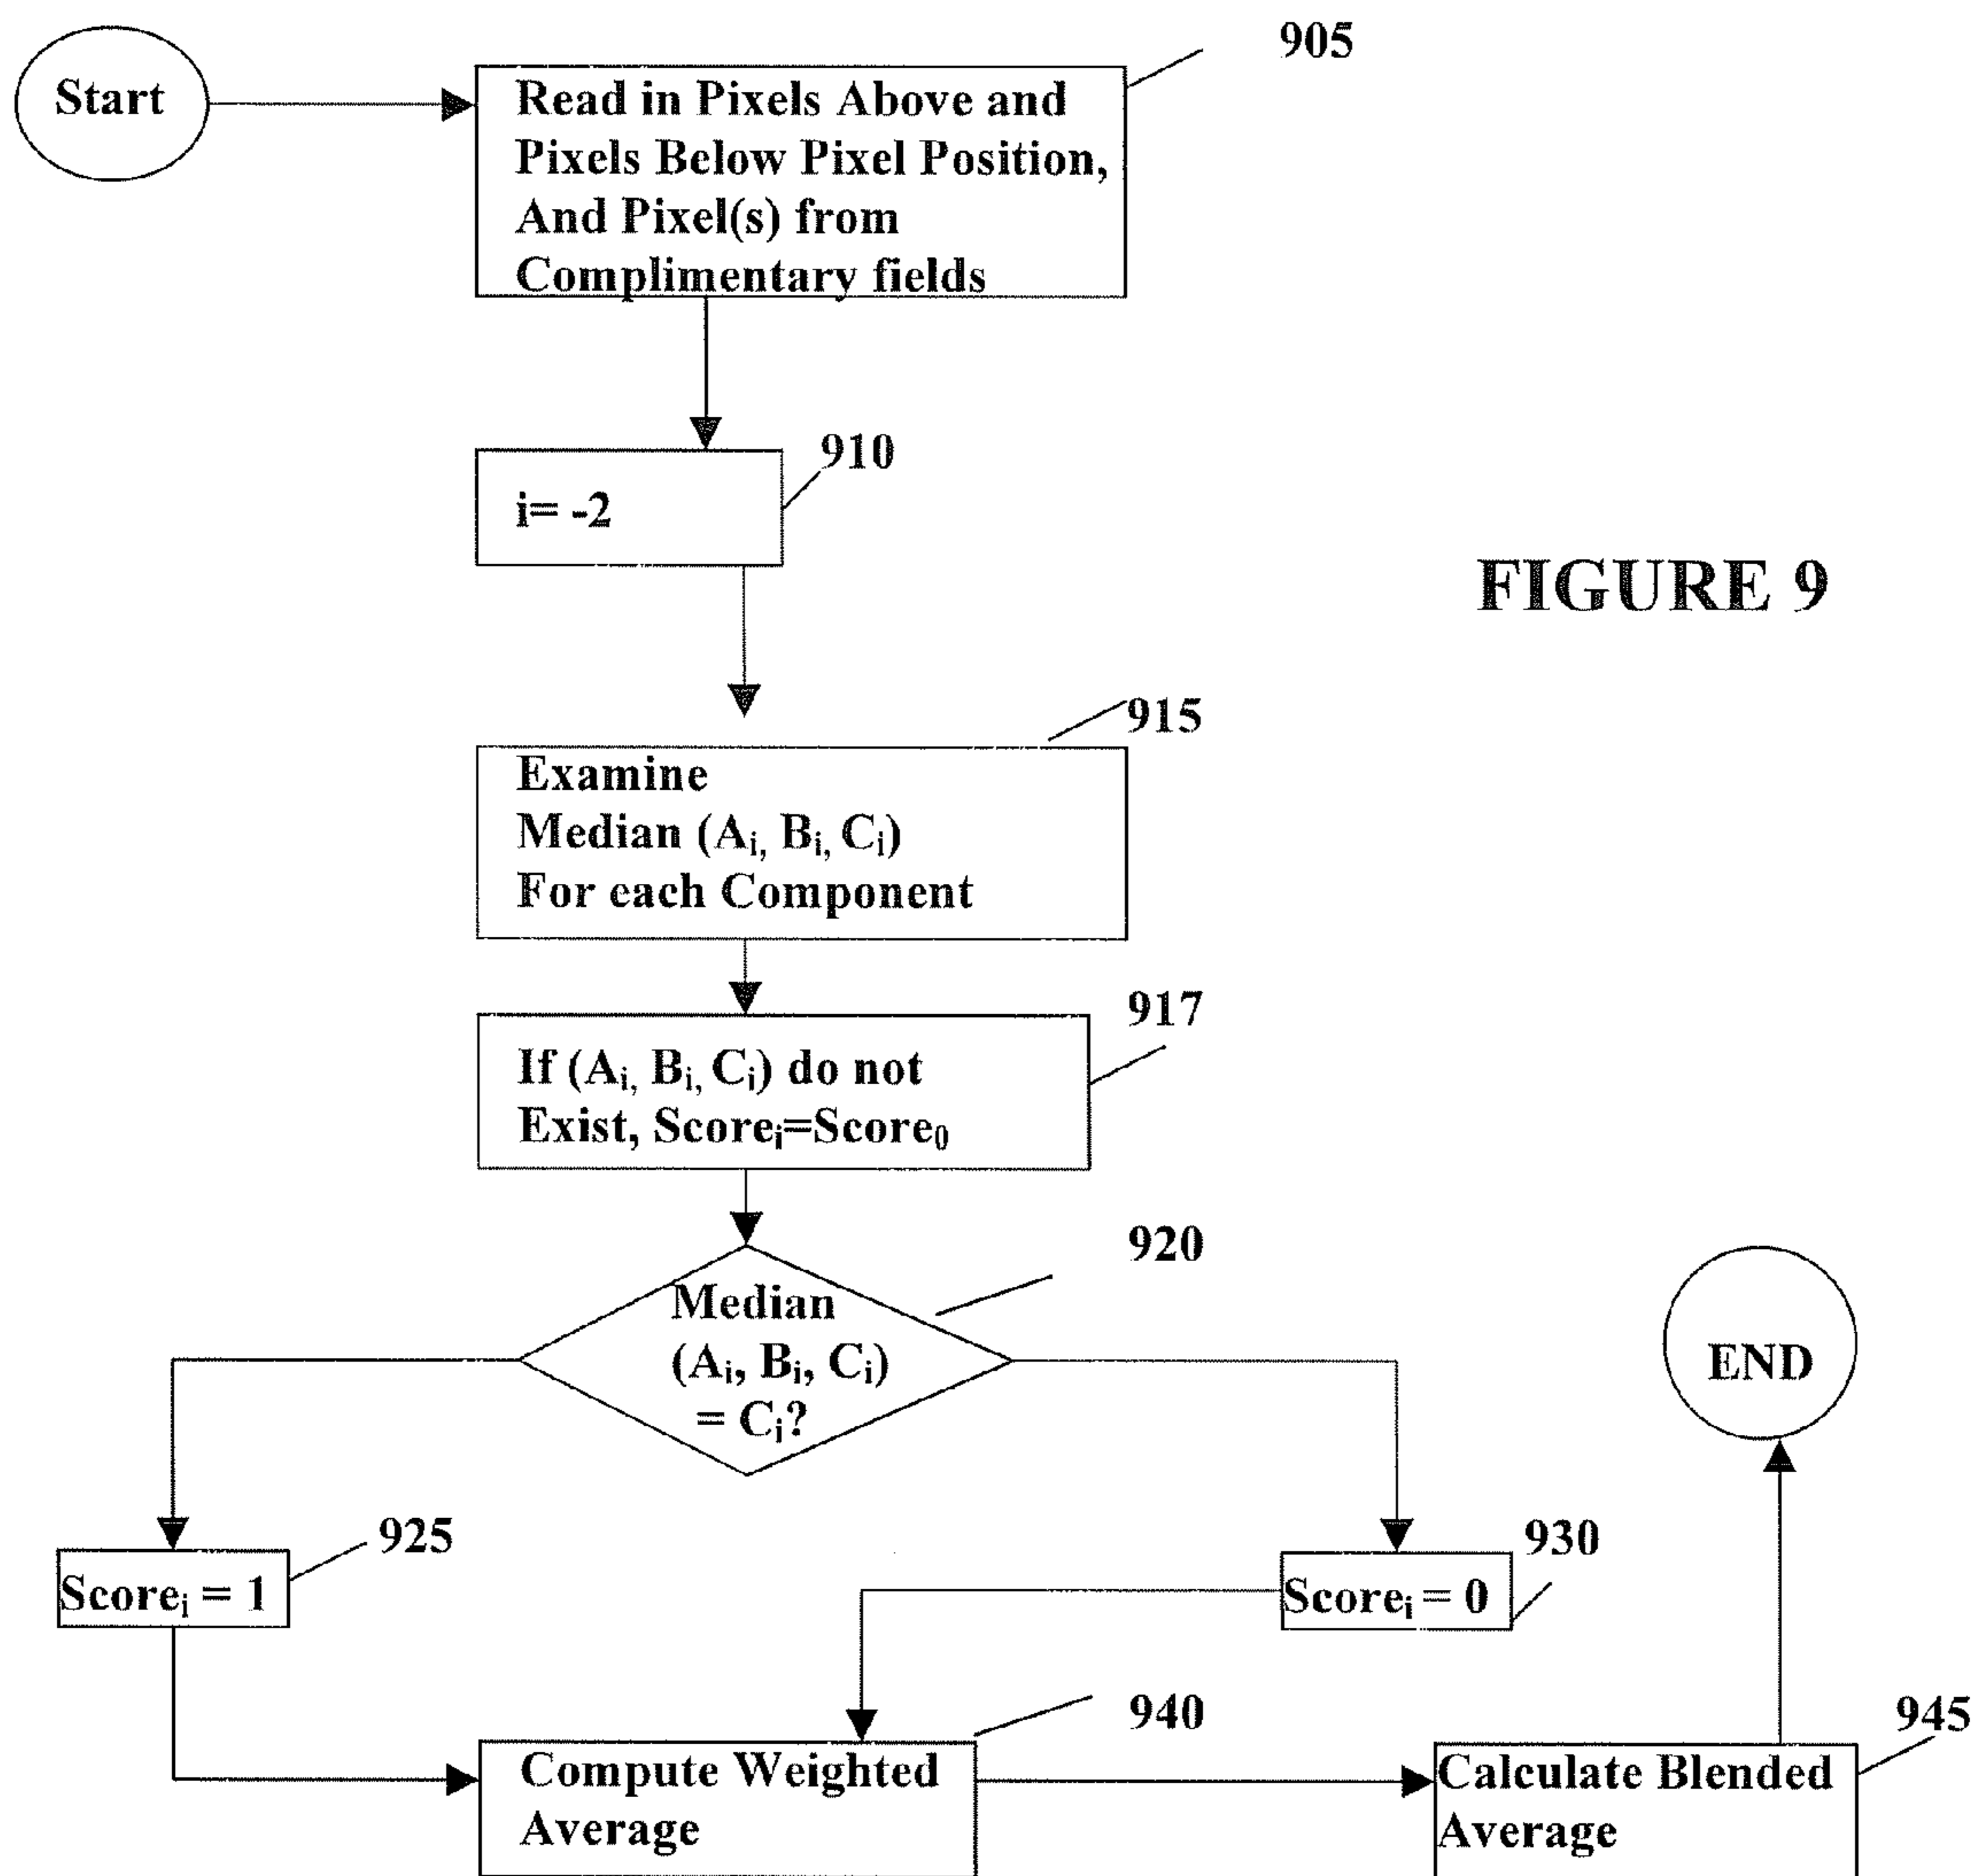 Start
905
Read in Pixels Above and
Pixels Below Pixel Position,
And Pixel(s) from
Complimentary fields
910
i= -2
FIGURE 9
915
Examine
Median (Aᵢ, Bᵢ, Cᵢ)
For each Component
917
If (Aᵢ, Bᵢ, Cᵢ) do not
Exist, Scoreᵢ=Score₀
920
Median
(Aᵢ, Bᵢ, Cᵢ)
= Cᵢ?
END
925
Scoreᵢ = 1
930
Scoreᵢ = 0
940
Compute Weighted
Average
945
Calculate Blended
Average